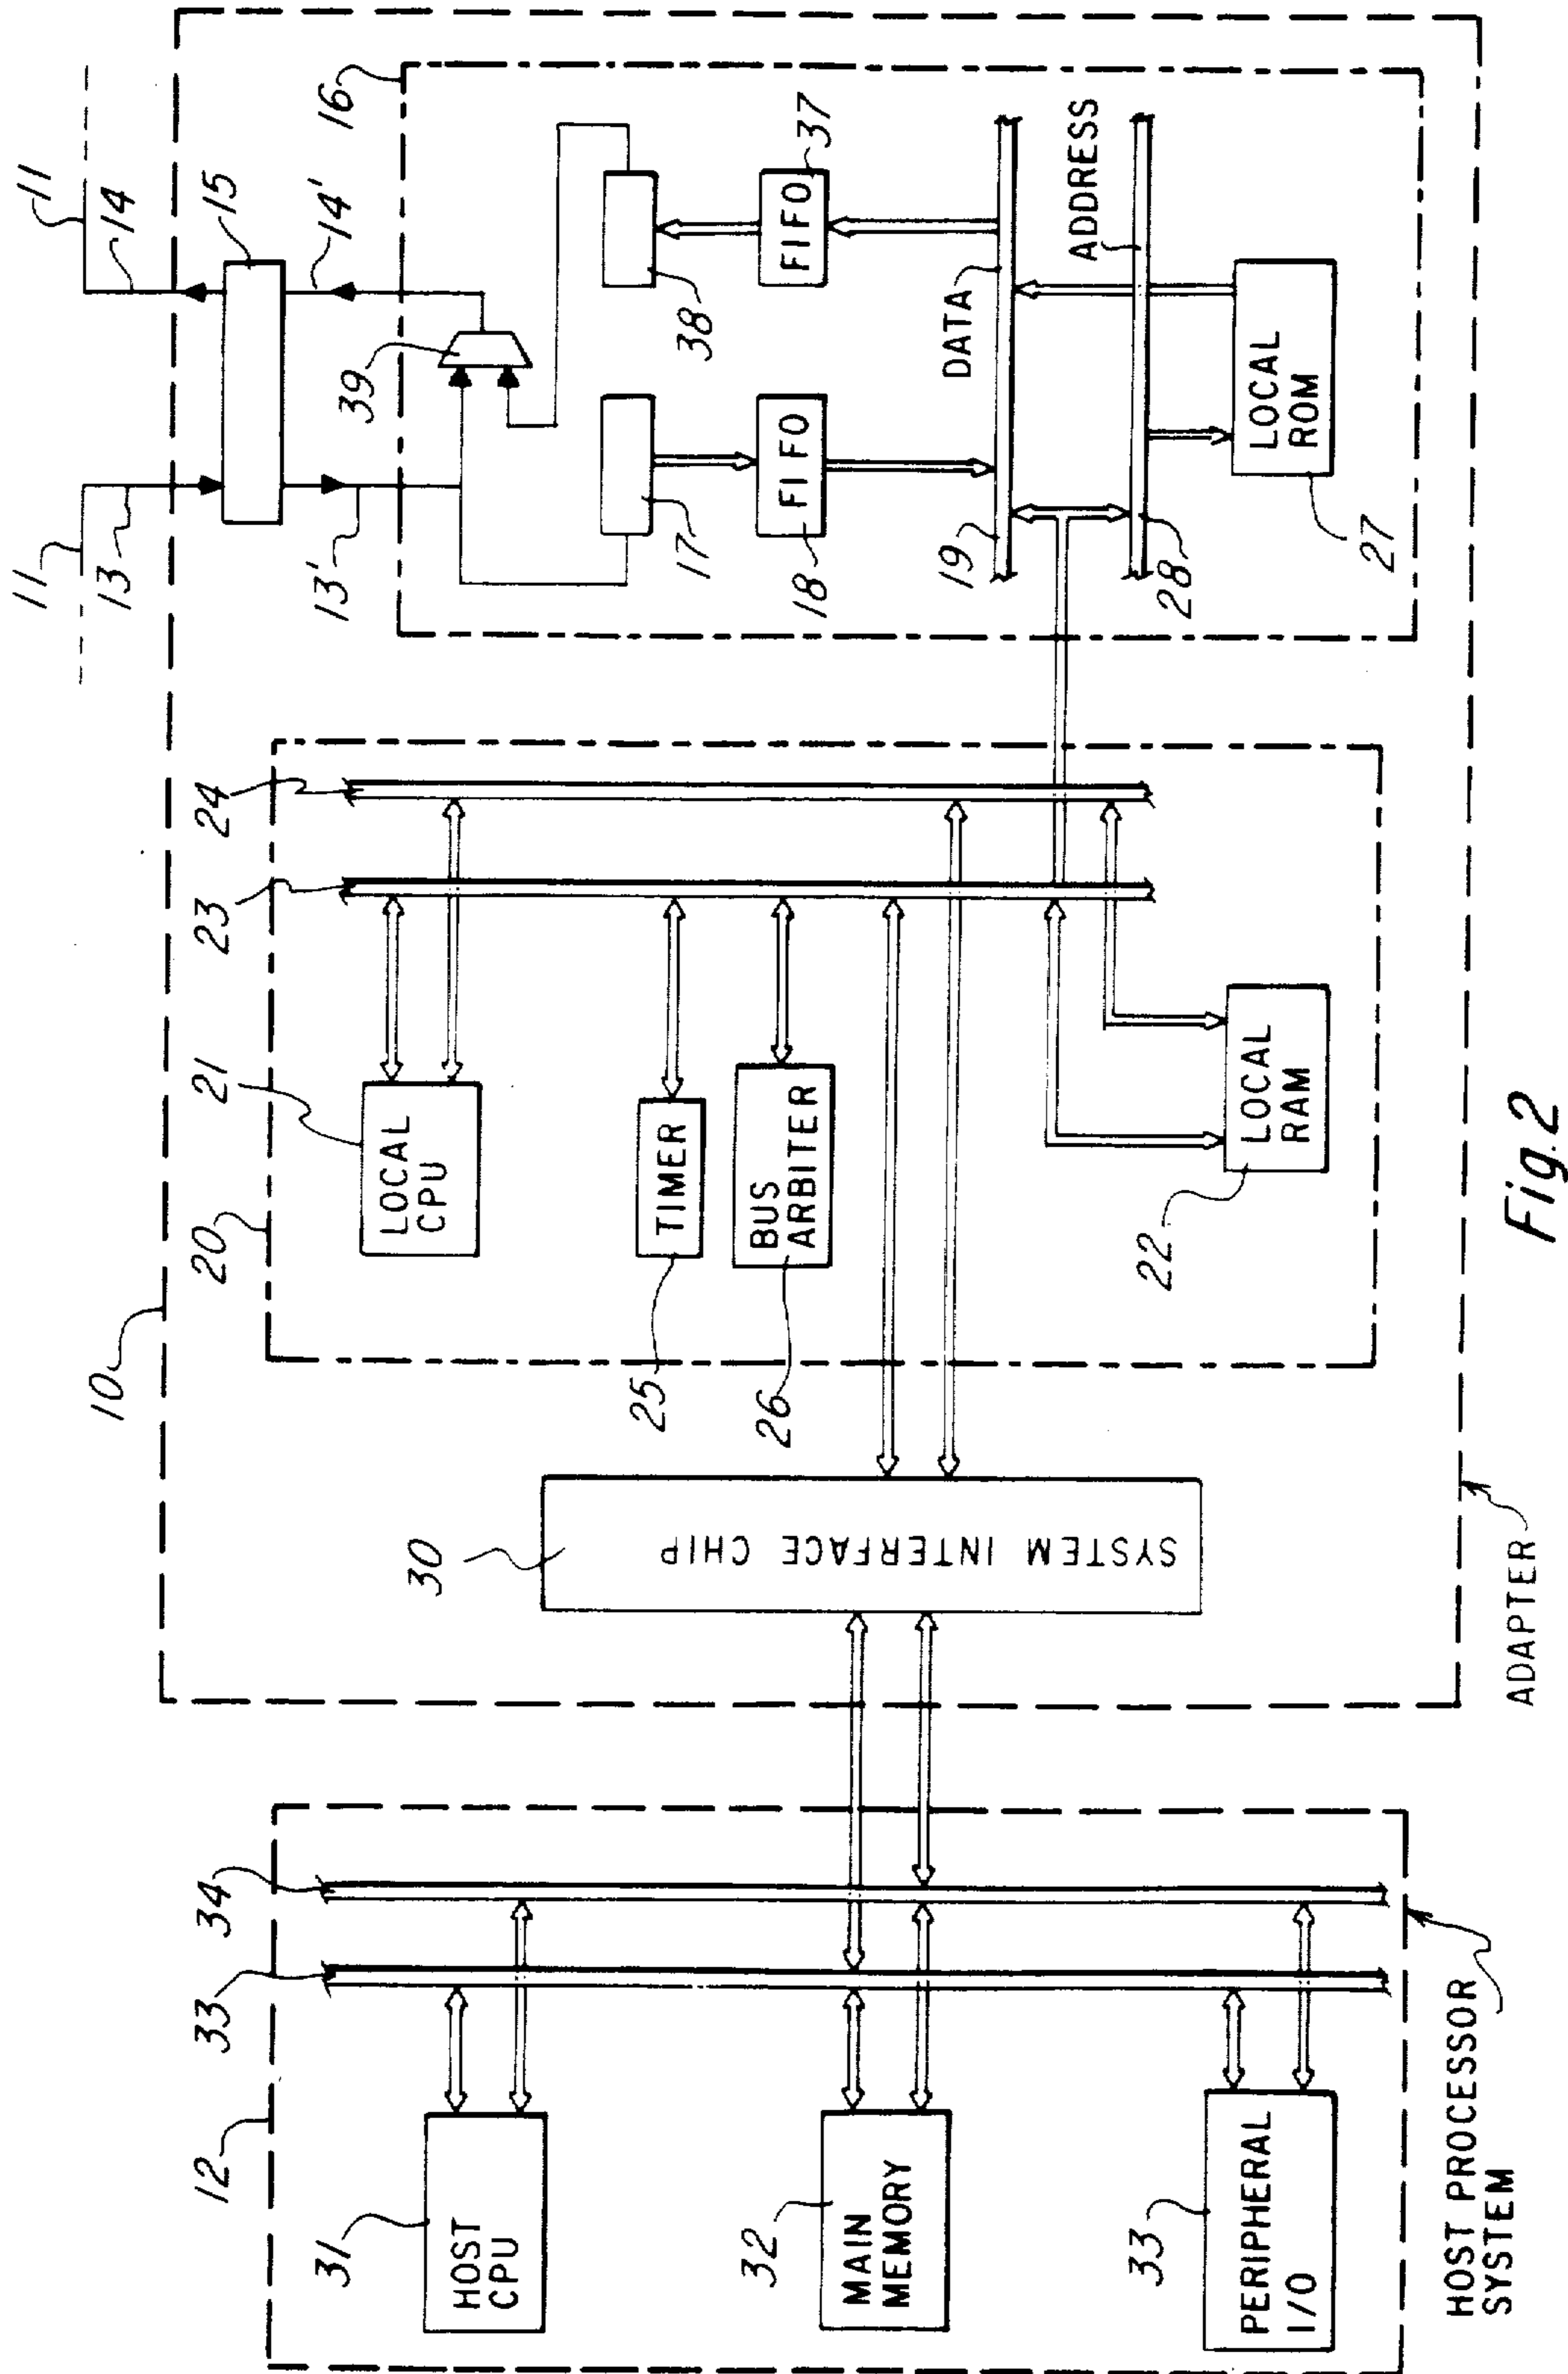 11
11
13
14
15
13'
14'
16
39
17
38
18
FIFO
FIFO
37
19
DATA
ADDRESS
28
LOCAL
ROM
27
10
20
21
23
24
LOCAL
CPU
25
TIMER
26
BUS
ARBITER
22
LOCAL
RAM
30
SYSTEM INTERFACE CHIP
ADAPTER
12
33
34
31
HOST
CPU
32
MAIN
MEMORY
33
PERIPHERAL
I/O
HOST PROCESSOR
SYSTEM
Fig.2